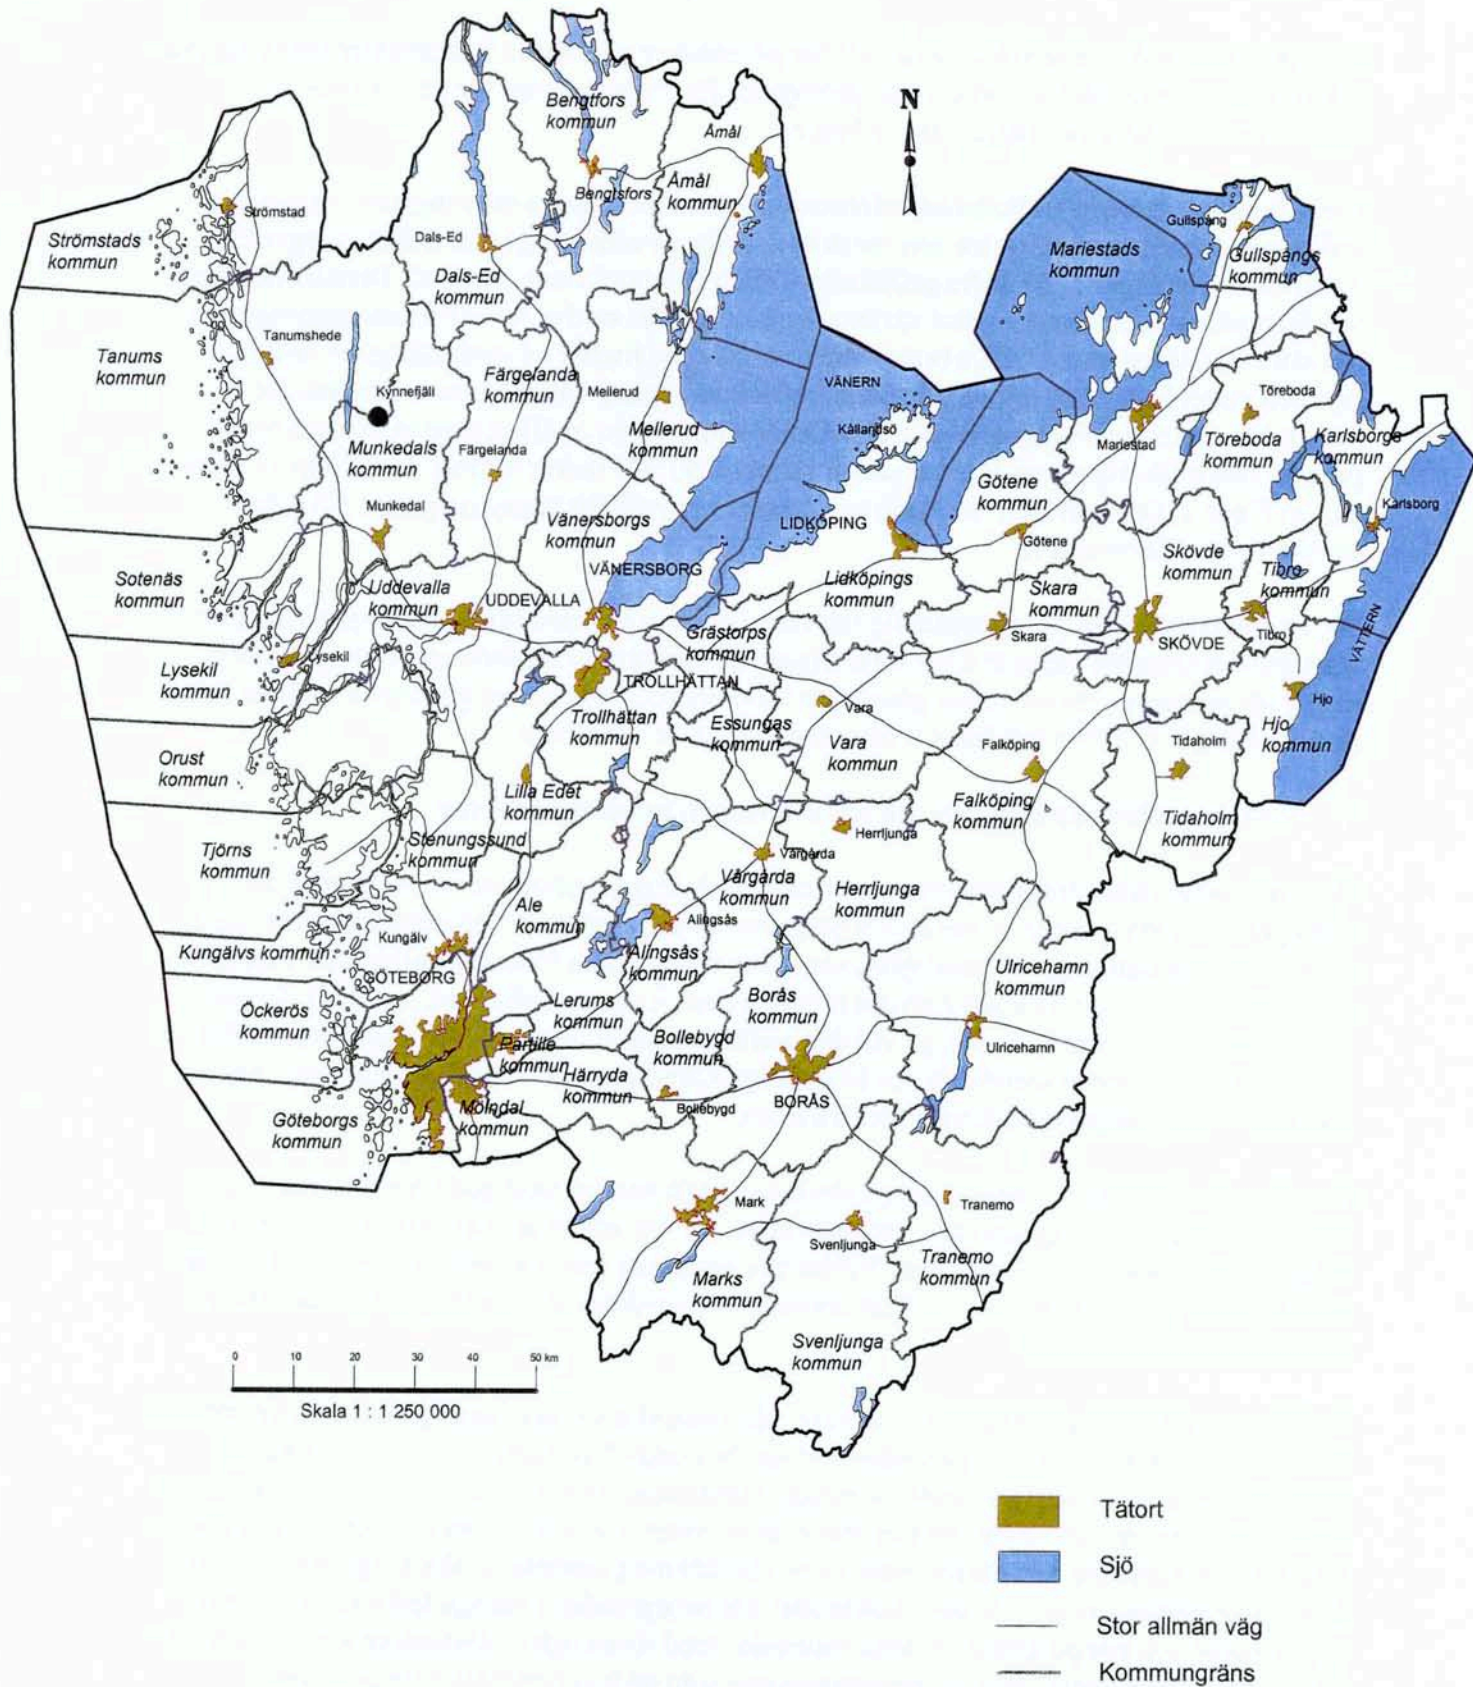 N
Bengtfors
kommun
Åmål
Åmål
kommun
Bengtsfors
Strömstad
Strömstads
kommun
Dals-Ed
Dals-Ed
kommun
Gullspång
Gullspångs
kommun
Mariestads
kommun
Tanumshede
Tanums
kommun
Kynnefjäll
Färgelanda
kommun
Mellerud
Mellerud
kommun
VÄNERN
Kållandsö
Töreboda
Töreboda
kommun
Mariestad
Karlsborgs
kommun
Karlsborg
Munkedals
kommun
Färgelanda
Götene
kommun
Munkedal
Vänersborgs
kommun
LIDKÖPING
Götene
Skövde
kommun
Tibro
kommun
Sotenäs
kommun
Uddevalla
kommun
UDDEVALLA
VÄNERSBORG
Lidköpings
kommun
Skara
kommun
Skara
SKÖVDE
Tibro
VÄTTERN
Grästorps
kommun
Lysekil
Lysekil
kommun
TROLLHÄTTAN
Trollhättan
kommun
Essungas
kommun
Vara
Vara
kommun
Falköping
Tidaholm
Hjo
Hjo
kommun
Orust
kommun
Lilla Edet
kommun
Falköping
kommun
Tidaholm
kommun
Tjörns
kommun
Stenungssund
kommun
Herrljunga
Vårgårda
Vårgårda
kommun
Herrljunga
kommun
Ale
kommun
Alingsås
Alingsås
kommun
Kungälv
Kungälvs kommun
GÖTEBORG
Ulricehamn
kommun
Öckerös
kommun
Lerums
kommun
Borås
kommun
Bollebygd
kommun
Partille
kommun
Härryda
kommun
Ulricehamn
Göteborgs
kommun
Mölndal
kommun
Bollebygd
BORÅS
Mark
Svenljunga
Tranemo
Tranemo
kommun
Marks
kommun
Svenljunga
kommun
0 10 20 30 40 50 km
Skala 1 : 1 250 000
Tätort
Sjö
Stor allmän väg
Kommungräns